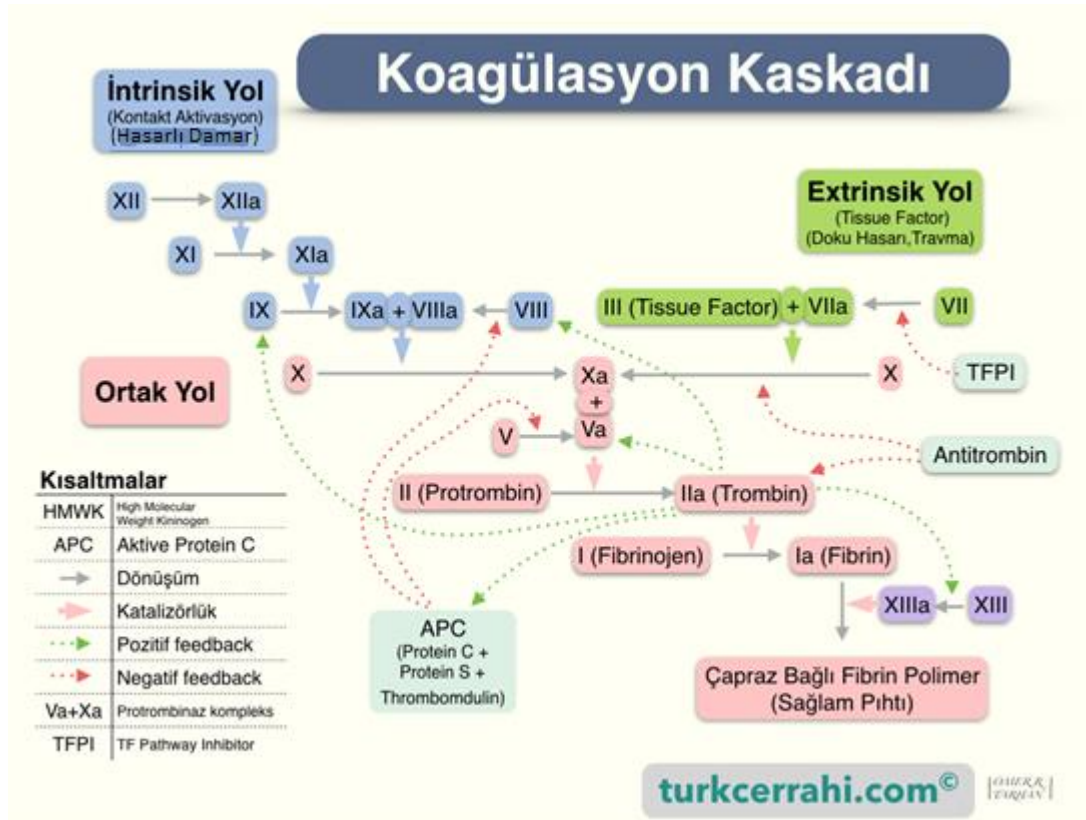 Koagülasyon Kaskadı
İntrinsik Yol
(Kontakt Aktivasyon)
(Hasarlı Damar)
XII
XIIa
Extrinsik Yol
(Tissue Factor)
(Doku Hasarı,Travma)
XI
XIa
IX
IXa + VIIIa
VIII
III (Tissue Factor) + VIIa
VII
Ortak Yol
X
Xa
X
TFPI
+
V
Va
Antitrombin
II (Protrombin)
IIa (Trombin)
I (Fibrinojen)
Ia (Fibrin)
XIIIa
XIII
APC
(Protein C +
Protein S +
Thrombomdulin)
Çapraz Bağlı Fibrin Polimer
(Sağlam Pıhtı)
Kısaltmalar
HMWK High Molecular
Weight Kininogen
APC Aktive Protein C
Dönüşüm
Katalizörlük
Pozitif feedback
Negatif feedback
Va+Xa Protrombinaz kompleks
TFPI TF Pathway Inhibitor
turkcerrahi.com©